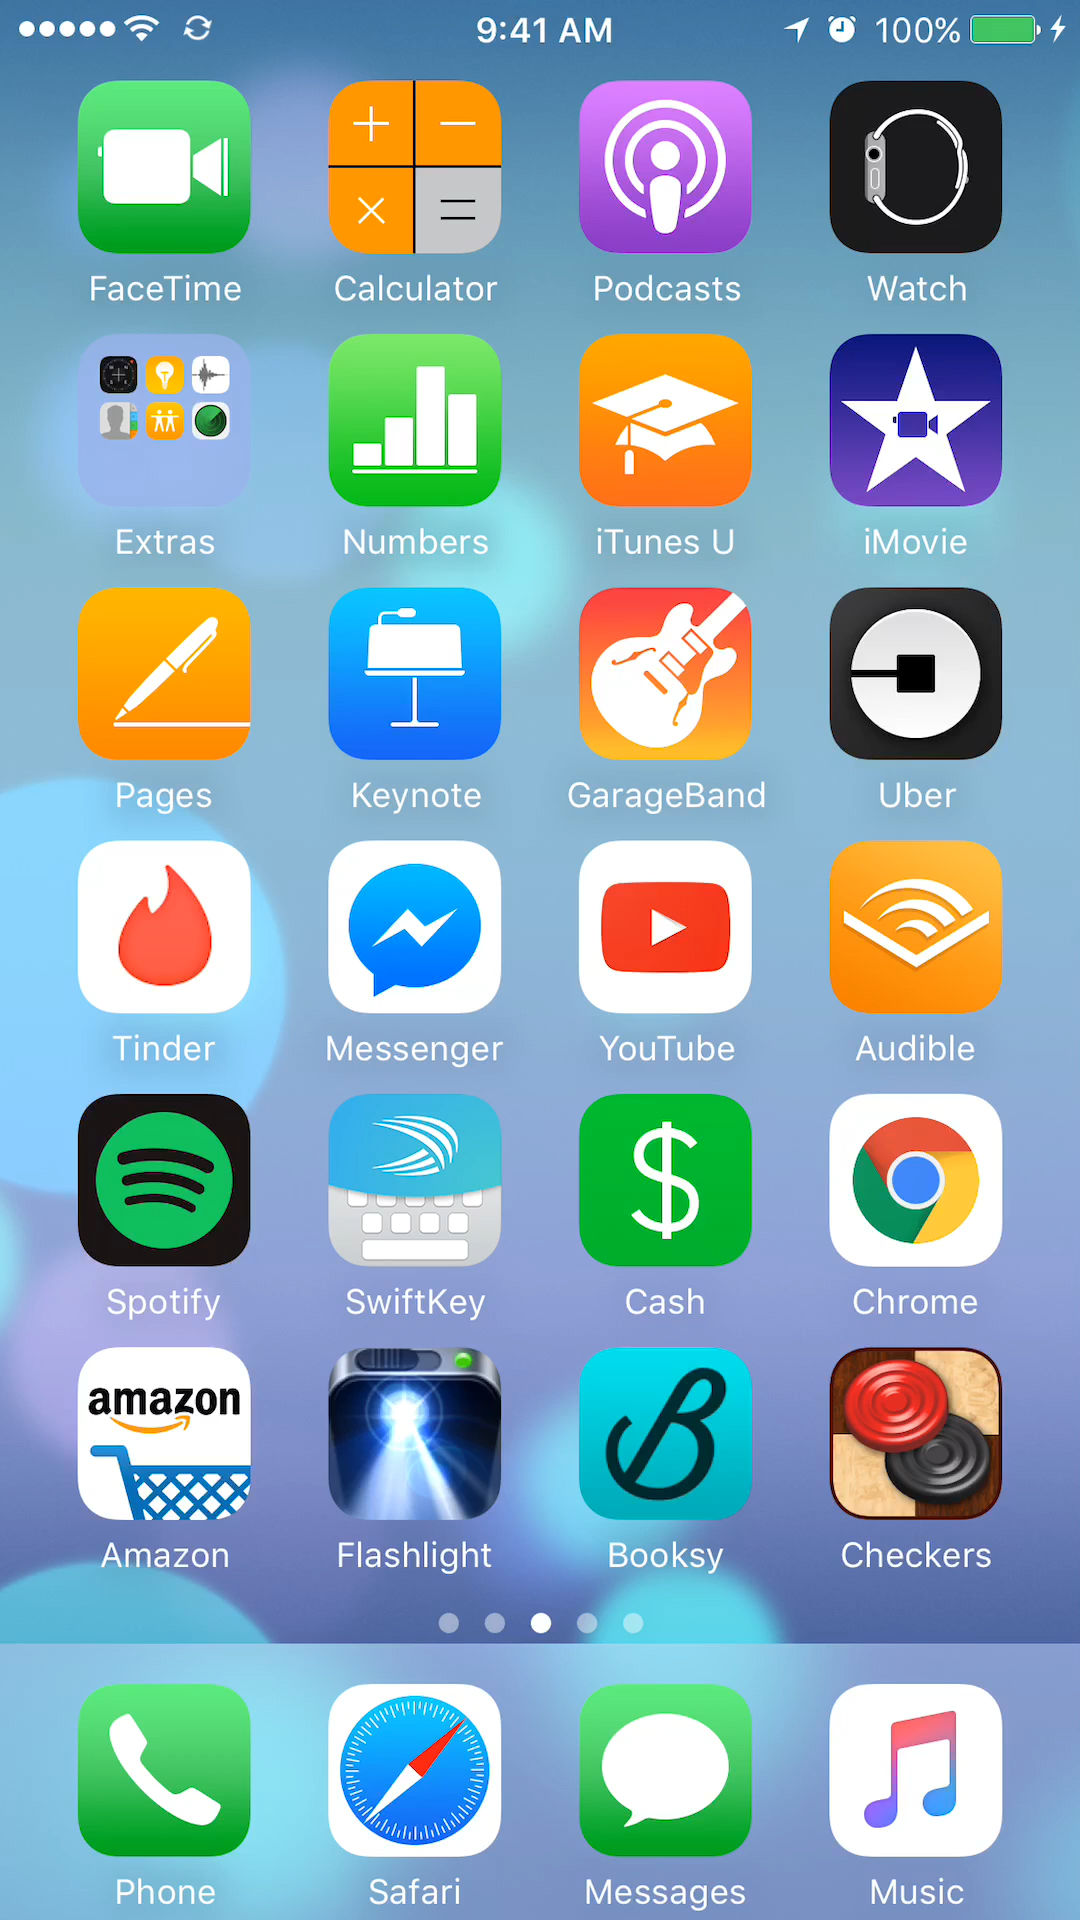 9:41 AM 100%
FaceTime Calculator Podcasts Watch
Extras Numbers iTunes U iMovie
Pages Keynote GarageBand Uber
Tinder Messenger YouTube Audible
$
Spotify SwiftKey Cash Chrome
amazon B
Amazon Flashlight Booksy Checkers
Phone Safari Messages Music